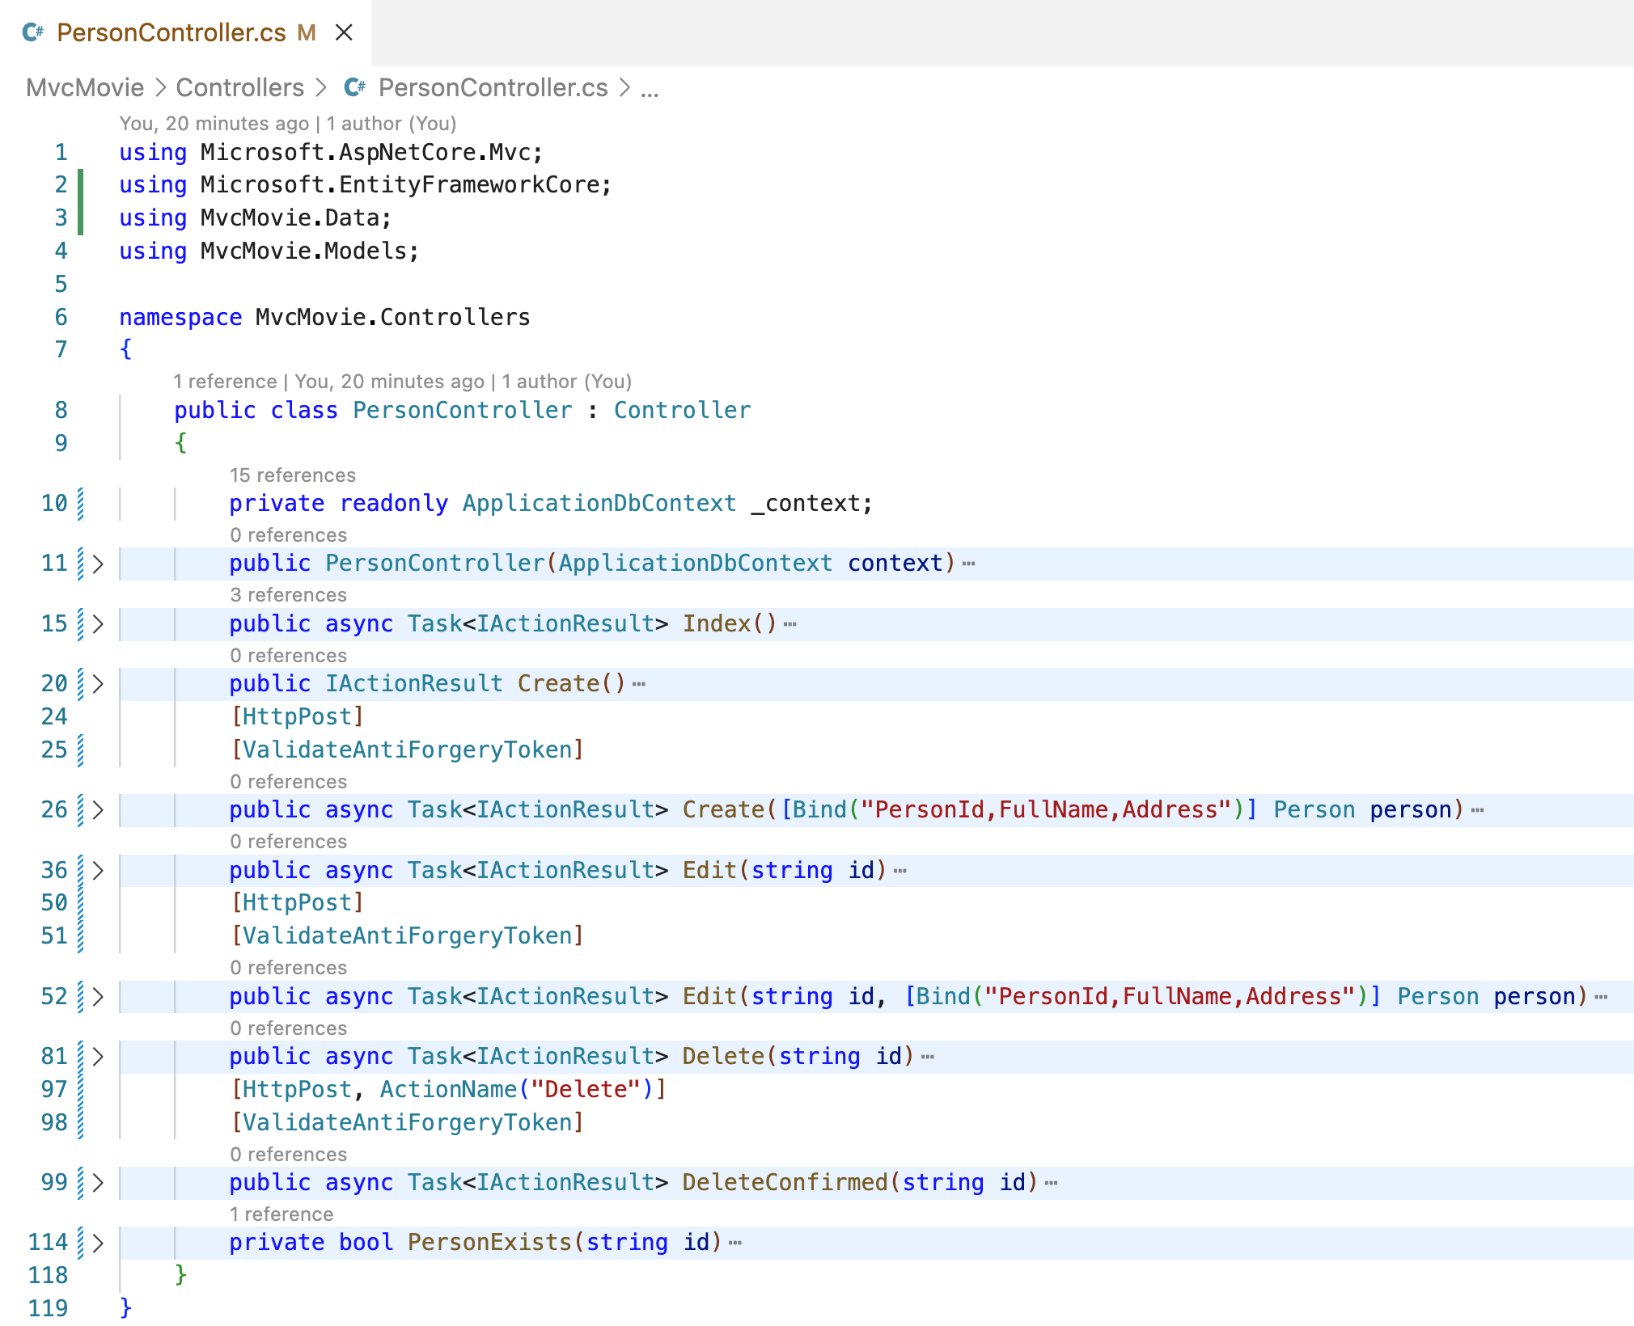 C# PersonController.cs M ×
MvcMovie > Controllers > C# PersonController.cs > ...
You, 20 minutes ago | 1 author (You)
1 using Microsoft.AspNetCore.Mvc;
2 using Microsoft.EntityFrameworkCore;
3 using MvcMovie.Data;
4 using MvcMovie.Models;
5
6 namespace MvcMovie.Controllers
7 {
1 reference | You, 20 minutes ago | 1 author (You)
8 public class PersonController : Controller
9 {
15 references
10 private readonly ApplicationDbContext _context;
0 references
11 > public PersonController(ApplicationDbContext context) ⋯
3 references
15 > public async Task<IActionResult> Index() ⋯
0 references
20 > public IActionResult Create() ⋯
24 [HttpPost]
25 [ValidateAntiForgeryToken]
0 references
26 > public async Task<IActionResult> Create([Bind("PersonId,FullName,Address")] Person person) ⋯
0 references
36 > public async Task<IActionResult> Edit(string id) ⋯
50 [HttpPost]
51 [ValidateAntiForgeryToken]
0 references
52 > public async Task<IActionResult> Edit(string id, [Bind("PersonId,FullName,Address")] Person person) ⋯
0 references
81 > public async Task<IActionResult> Delete(string id) ⋯
97 [HttpPost, ActionName("Delete")]
98 [ValidateAntiForgeryToken]
0 references
99 > public async Task<IActionResult> DeleteConfirmed(string id) ⋯
1 reference
114 > private bool PersonExists(string id) ⋯
118 }
119 }